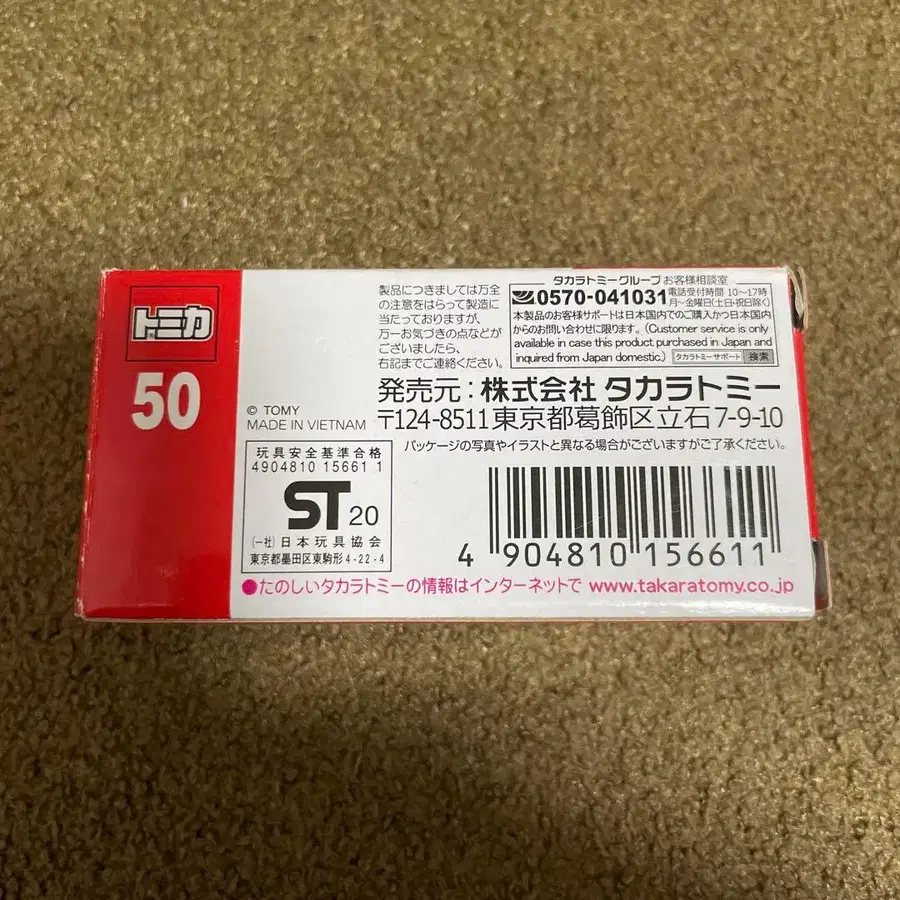 トミカ
50
製品につきましては万全
の注意をはらって製造に
当たっておりますが、
万一お気づきの点などが
ございましたら、
右記までご連絡ください。
タカラトミーグループお客様相談室
0570-041031 電話受付時間 10〜17時
月〜金曜日(土・日・祝日除く)
本製品のお客様サポートは日本国内でのご購入かつ日本国内
からのお問い合わせに限ります。(Customer service is only
available in case this product purchased in Japan and
inquired from Japan domestic.) タカラトミーサポート 検索
発売元:株式会社 タカラトミー
〒124-8511 東京都葛飾区立石7-9-10
© TOMY
MADE IN VIETNAM
パッケージの写真やイラストと異なる場合がございますがご了承ください。
玩具安全基準合格
4904810 15661 1
ST 20
(一社)日本玩具協会
東京都墨田区東駒形4-22-4
4 904810 156611
●たのしいタカラトミーの情報はインターネットで www.takaratomy.co.jp